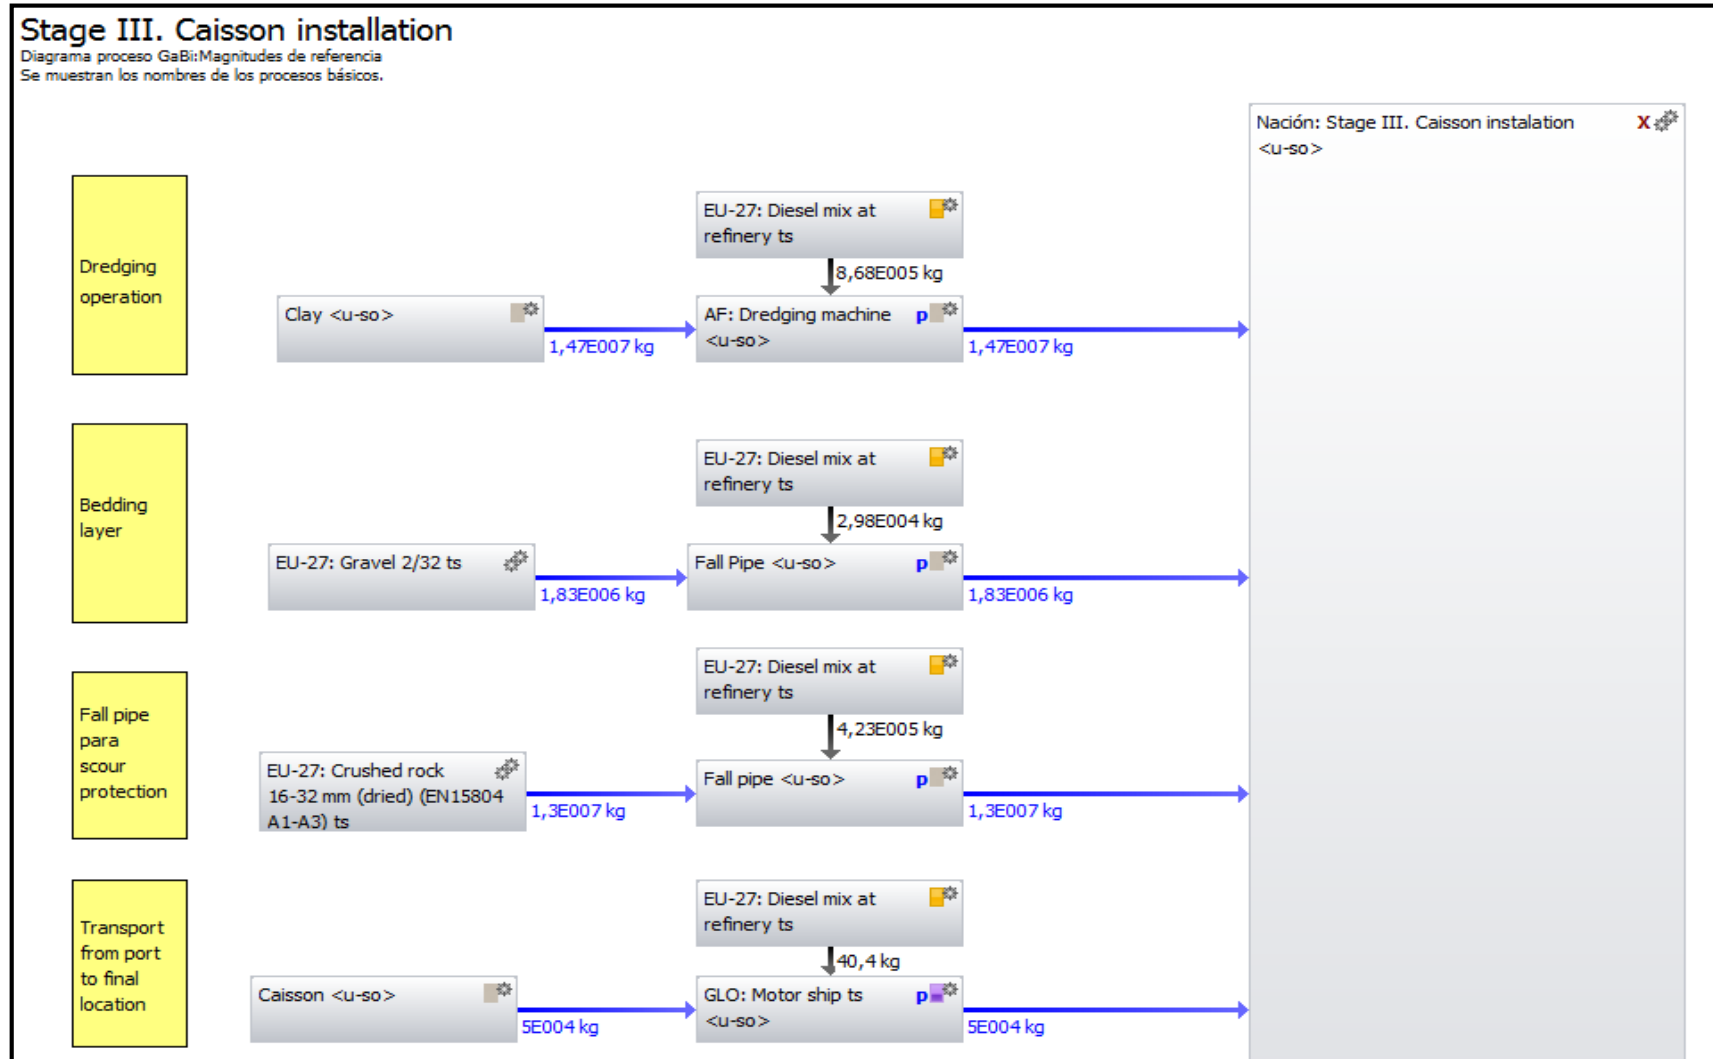 Stage III. Caisson installation
Diagrama proceso GaBi:Magnitudes de referencia
Se muestran los nombres de los procesos básicos.
Nación: Stage III. Caisson instalation
X
<u-so>
Dredging
operation
EU-27: Diesel mix at
refinery ts
8,68E005 kg
Clay <u-so>
1,47E007 kg
AF: Dredging machine
p
<u-so>
1,47E007 kg
Bedding
layer
EU-27: Diesel mix at
refinery ts
2,98E004 kg
EU-27: Gravel 2/32 ts
1,83E006 kg
Fall Pipe <u-so>
p
1,83E006 kg
Fall pipe
para
scour
protection
EU-27: Diesel mix at
refinery ts
4,23E005 kg
EU-27: Crushed rock
16-32 mm (dried) (EN15804
A1-A3) ts
1,3E007 kg
Fall pipe <u-so>
p
1,3E007 kg
Transport
from port
to final
location
EU-27: Diesel mix at
refinery ts
40,4 kg
Caisson <u-so>
5E004 kg
GLO: Motor ship ts
p
<u-so>
5E004 kg